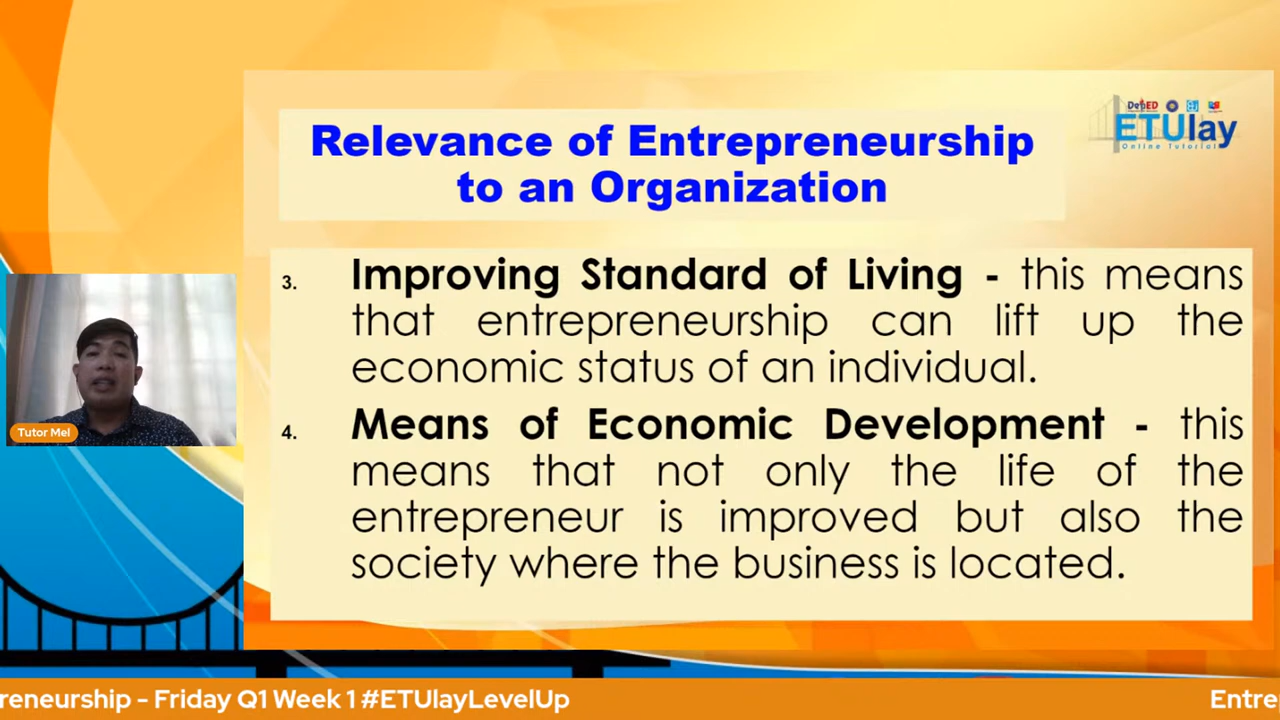 Relevance of Entrepreneurship
to an Organization
DepED
ETUlay
Online Tutorial
3. Improving Standard of Living - this means
that entrepreneurship can lift up the
economic status of an individual.
4. Means of Economic Development - this
means that not only the life of the
entrepreneur is improved but also the
society where the business is located.
Tutor Mel
reneurship - Friday Q1 Week 1 #ETUlayLevelUp
Entrep